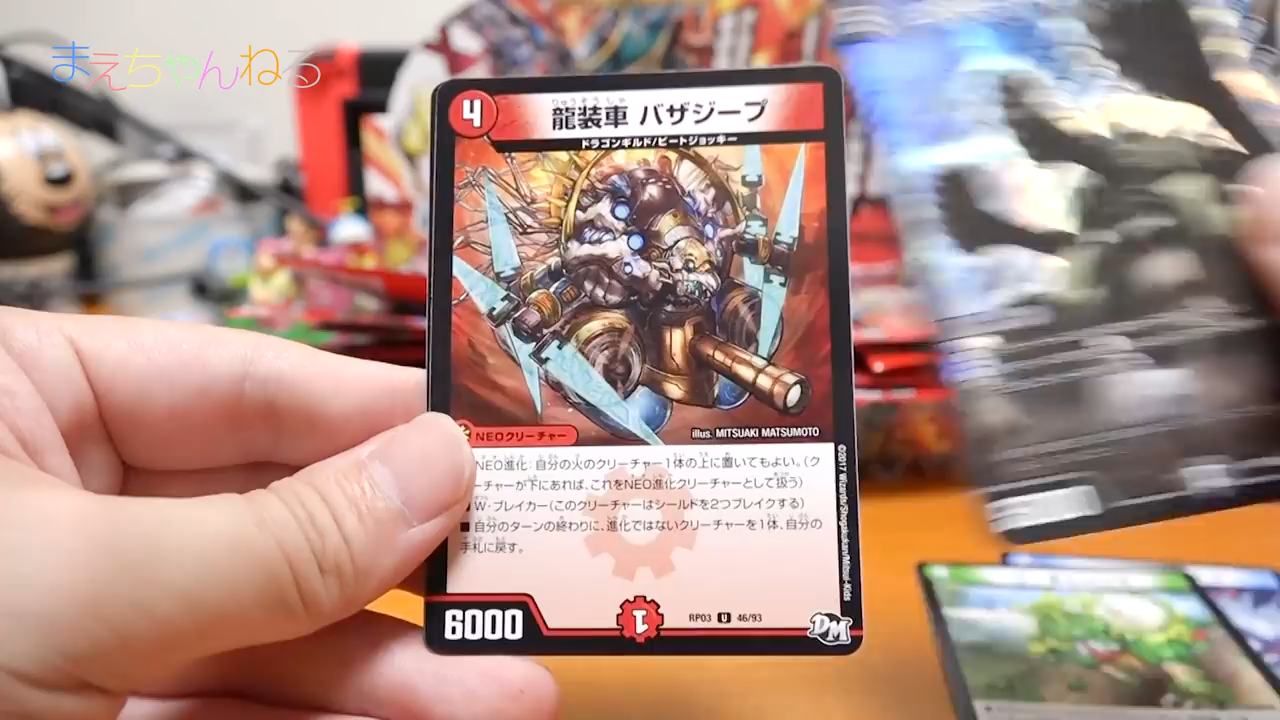 まえちゃんねる
4
りゅうそうしゃ
龍装車 バザジープ
ドラゴンギルド/ビートジョッキー
NEOクリーチャー
illus. MITSUAKI MATSUMOTO
NEO進化:自分の火のクリーチャー1体の上に置いてもよい。(ク
ーチャーが下にあれば、これをNEO進化クリーチャーとして扱う)
W・ブレイカー(このクリーチャーはシールドを2つブレイクする)
■ 自分のターンの終わりに、進化ではないクリーチャーを1体、自分の
手札に戻す。
©2017 Wizards/Shogakukan/Mitsui-Kids
6000
1
RP03 U 46/93
DM